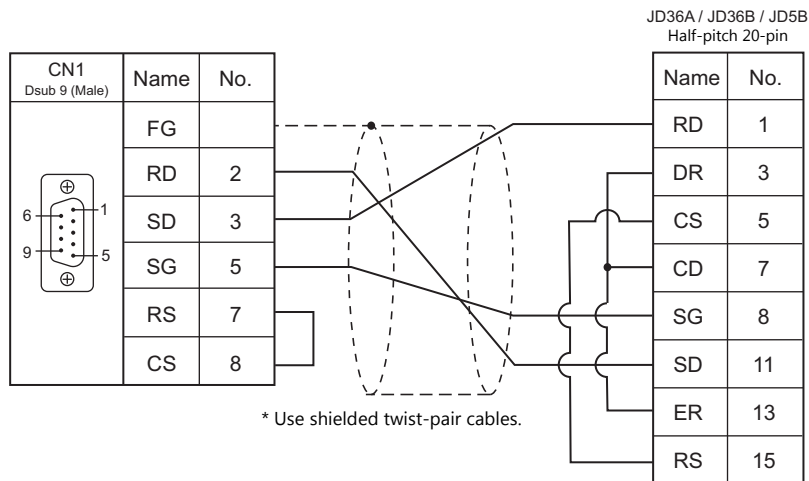 JD36A / JD36B / JD5B
Half-pitch 20-pin
CN1
Dsub 9 (Male)
Name No.
FG
RD 2
SD 3
SG 5
RS 7
CS 8
6
1
9
5
Name No.
RD 1
DR 3
CS 5
CD 7
SG 8
SD 11
ER 13
RS 15
* Use shielded twist-pair cables.